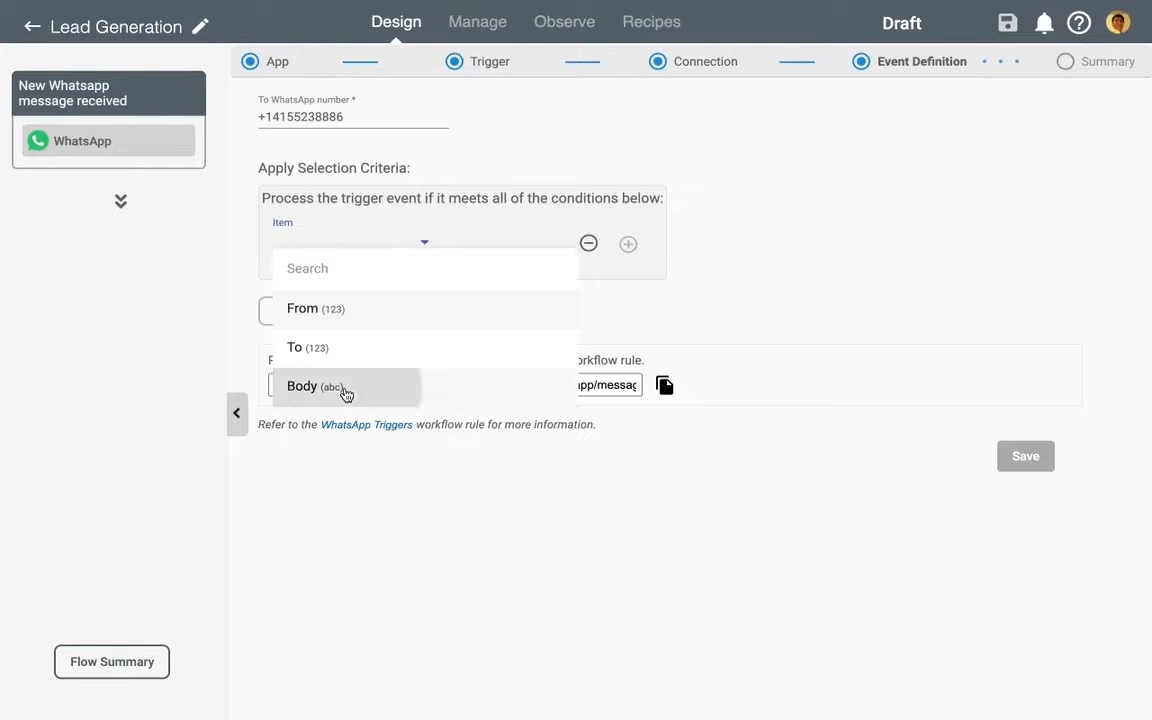 Lead Generation
Design
Manage
Observe
Recipes
Draft
App
Trigger
Connection
Event Definition
Summary
New Whatsapp
message received
WhatsApp
To WhatsApp number *
+14155238886
Apply Selection Criteria:
Process the trigger event if it meets all of the conditions below:
Item
Search
From (123)
To (123)
Body (abc)
workflow rule.
app/messag
Refer to the WhatsApp Triggers workflow rule for more information.
Save
Flow Summary